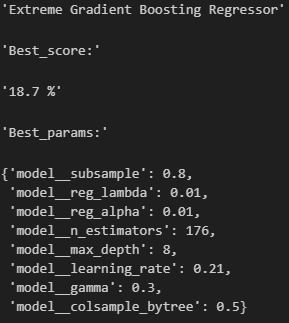 'Extreme Gradient Boosting Regressor'
'Best_score:'
'18.7 %'
'Best_params:'
{'model__subsample': 0.8,
 'model__reg_lambda': 0.01,
 'model__reg_alpha': 0.01,
 'model__n_estimators': 176,
 'model__max_depth': 8,
 'model__learning_rate': 0.21,
 'model__gamma': 0.3,
 'model__colsample_bytree': 0.5}